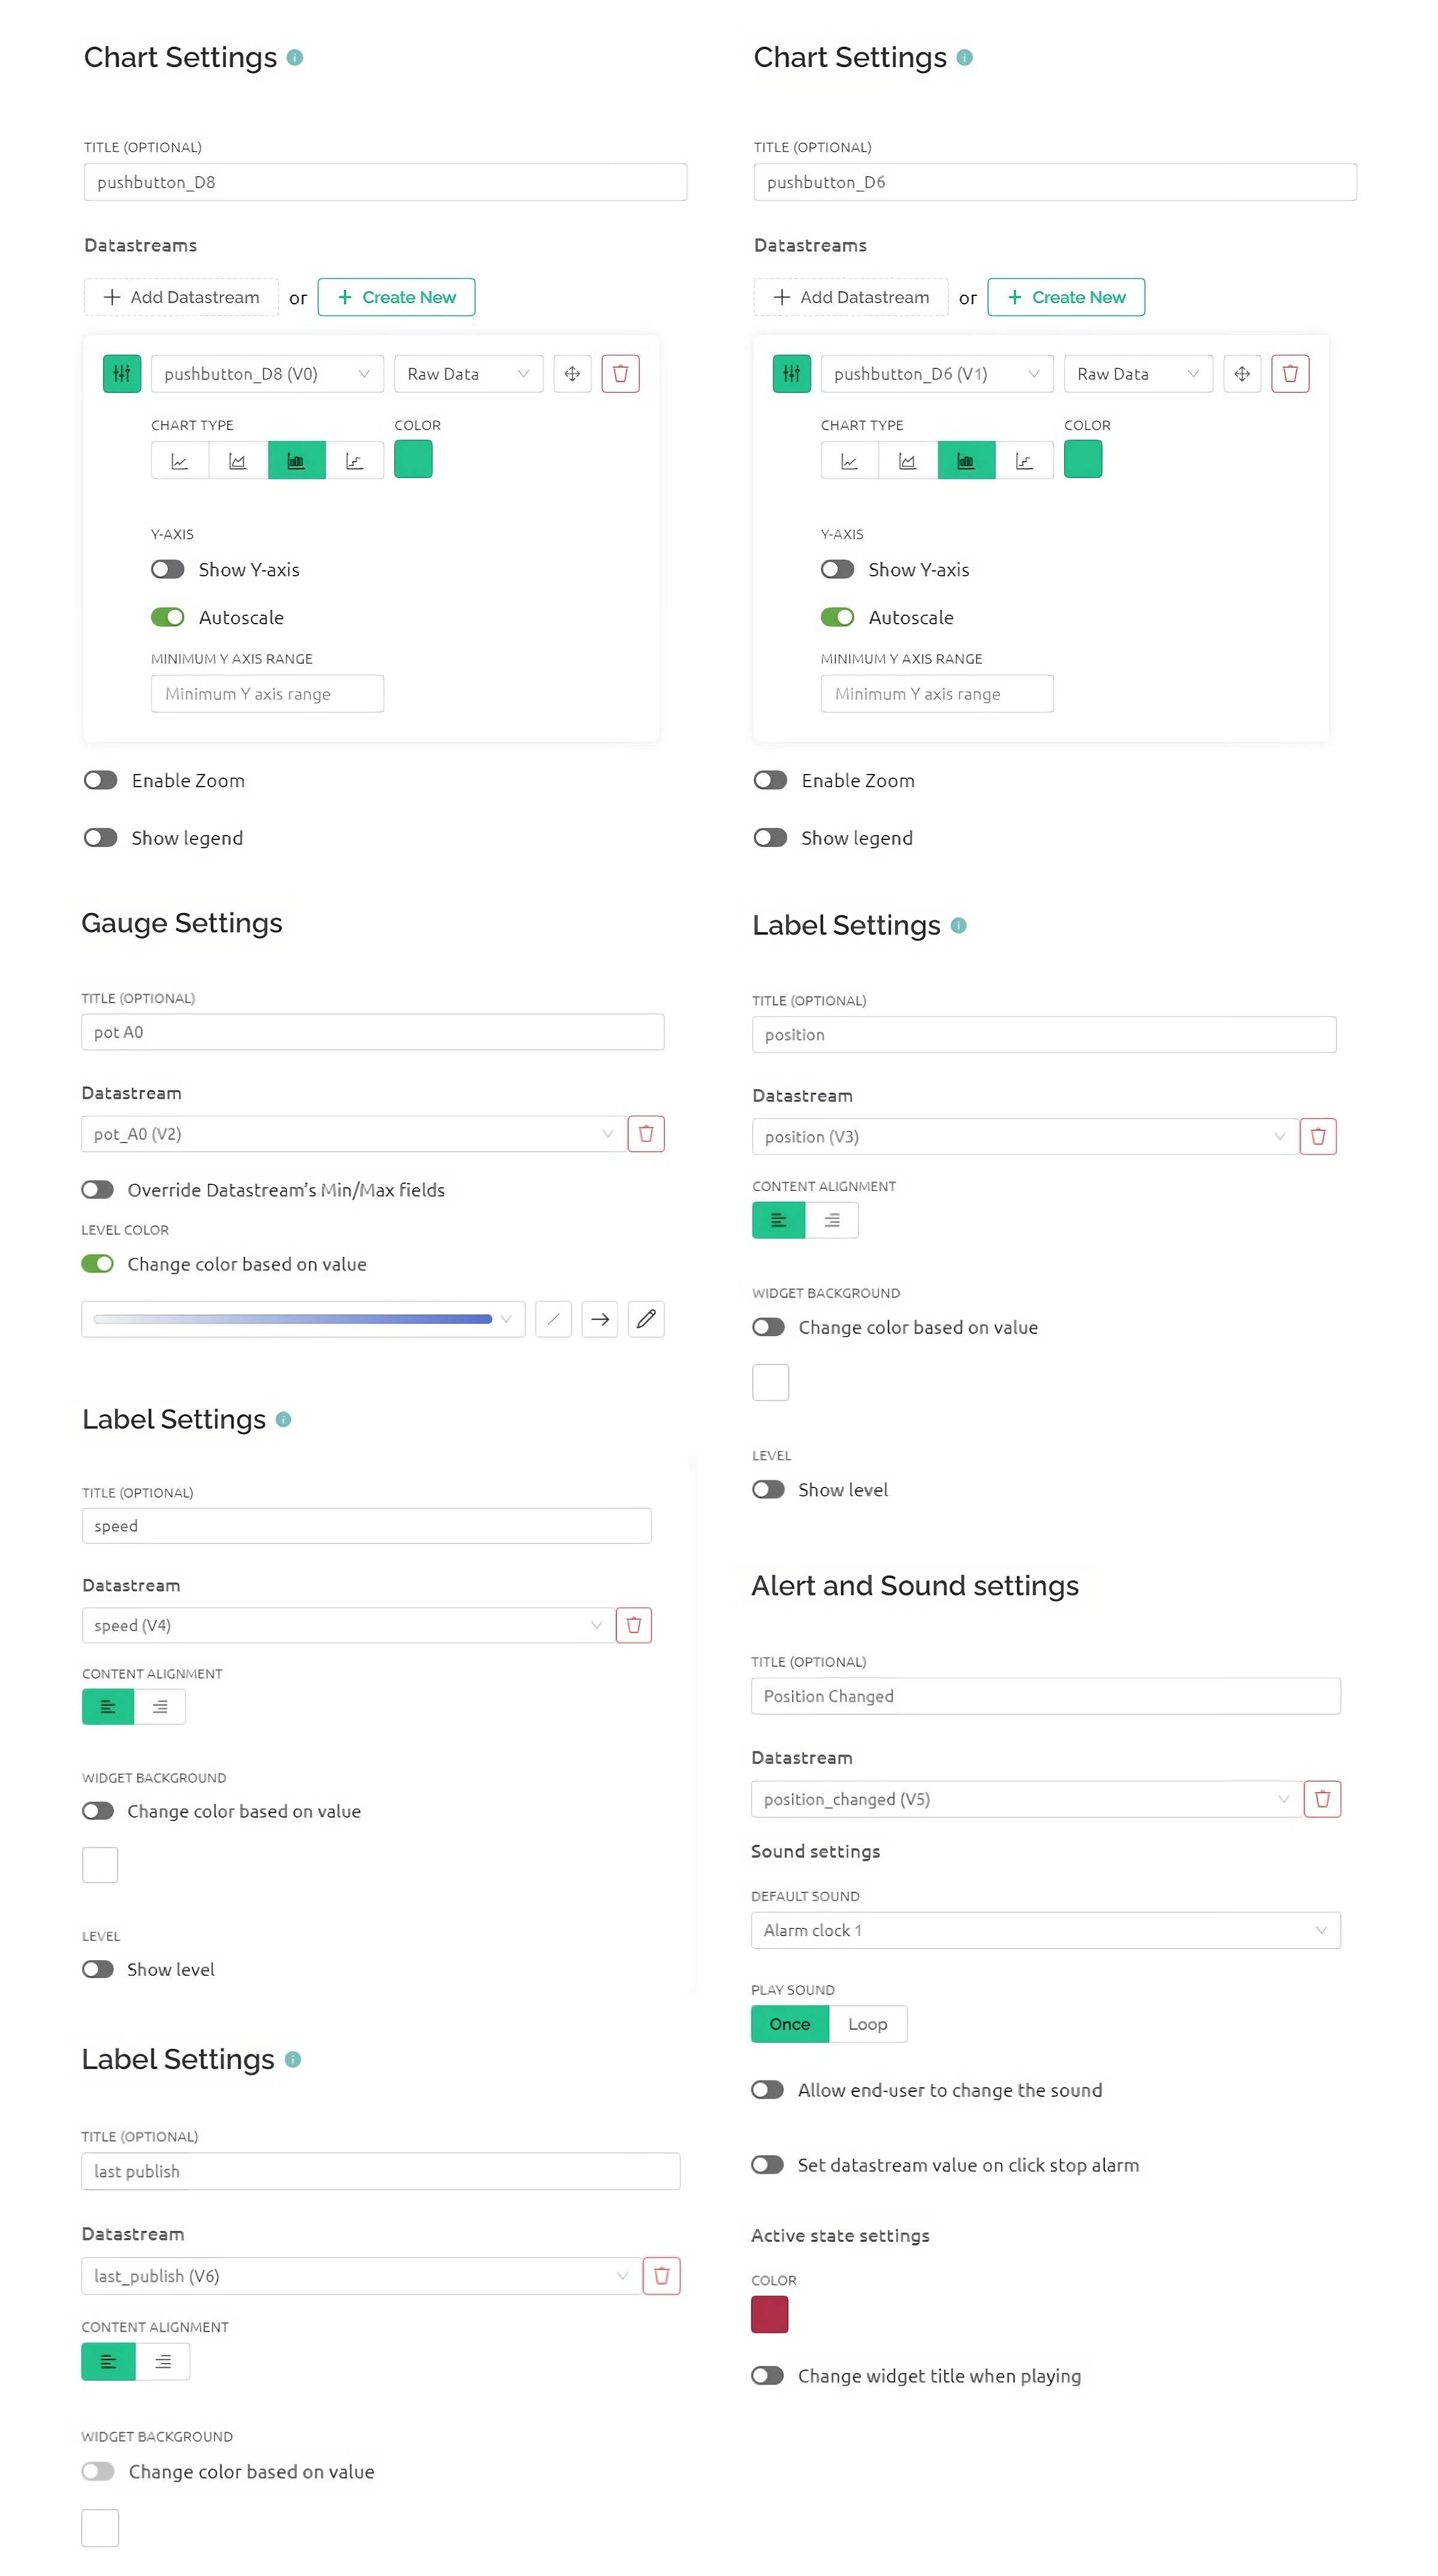 Chart Settings
TITLE (OPTIONAL)
pushbutton_D8
Datastreams
Add Datastream or + Create New
pushbutton_D8 (V0) Raw Data
CHART TYPE COLOR
Y-AXIS
Show Y-axis
Autoscale
MINIMUM Y AXIS RANGE
Minimum Y axis range
Enable Zoom
Show legend
Chart Settings
TITLE (OPTIONAL)
pushbutton_D6
Datastreams
Add Datastream or + Create New
pushbutton_D6 (V1) Raw Data
CHART TYPE COLOR
Y-AXIS
Show Y-axis
Autoscale
MINIMUM Y AXIS RANGE
Minimum Y axis range
Enable Zoom
Show legend
Gauge Settings
TITLE (OPTIONAL)
pot A0
Datastream
pot_A0 (V2)
Override Datastream's Min/Max fields
LEVEL COLOR
Change color based on value
Label Settings
TITLE (OPTIONAL)
position
Datastream
position (V3)
CONTENT ALIGNMENT
WIDGET BACKGROUND
Change color based on value
LEVEL
Show level
Label Settings
TITLE (OPTIONAL)
speed
Datastream
speed (V4)
CONTENT ALIGNMENT
WIDGET BACKGROUND
Change color based on value
LEVEL
Show level
Alert and Sound settings
TITLE (OPTIONAL)
Position Changed
Datastream
position_changed (V5)
Sound settings
DEFAULT SOUND
Alarm clock 1
PLAY SOUND
Once Loop
Allow end-user to change the sound
Set datastream value on click stop alarm
Active state settings
COLOR
Change widget title when playing
Label Settings
TITLE (OPTIONAL)
last publish
Datastream
last_publish (V6)
CONTENT ALIGNMENT
WIDGET BACKGROUND
Change color based on value